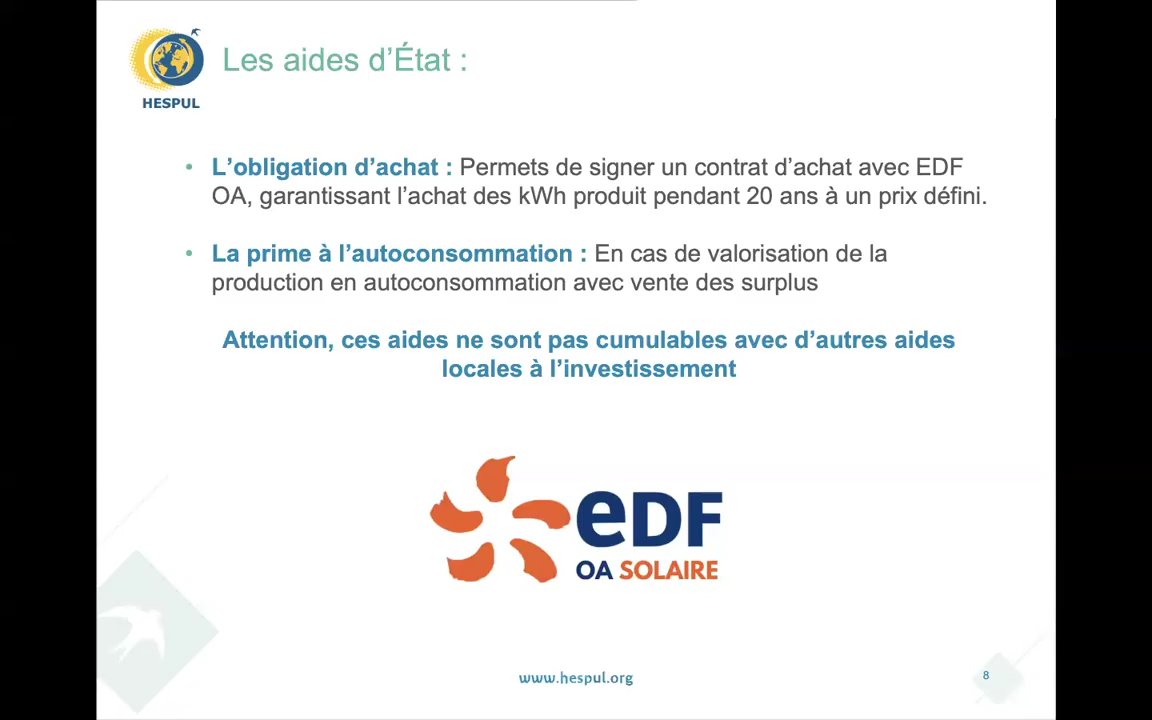 HESPUL
Les aides d’État :
• L’obligation d’achat : Permets de signer un contrat d’achat avec EDF
OA, garantissant l’achat des kWh produit pendant 20 ans à un prix défini.
• La prime à l’autoconsommation : En cas de valorisation de la
production en autoconsommation avec vente des surplus
Attention, ces aides ne sont pas cumulables avec d’autres aides
locales à l’investissement
eDF
OA SOLAIRE
www.hespul.org
8